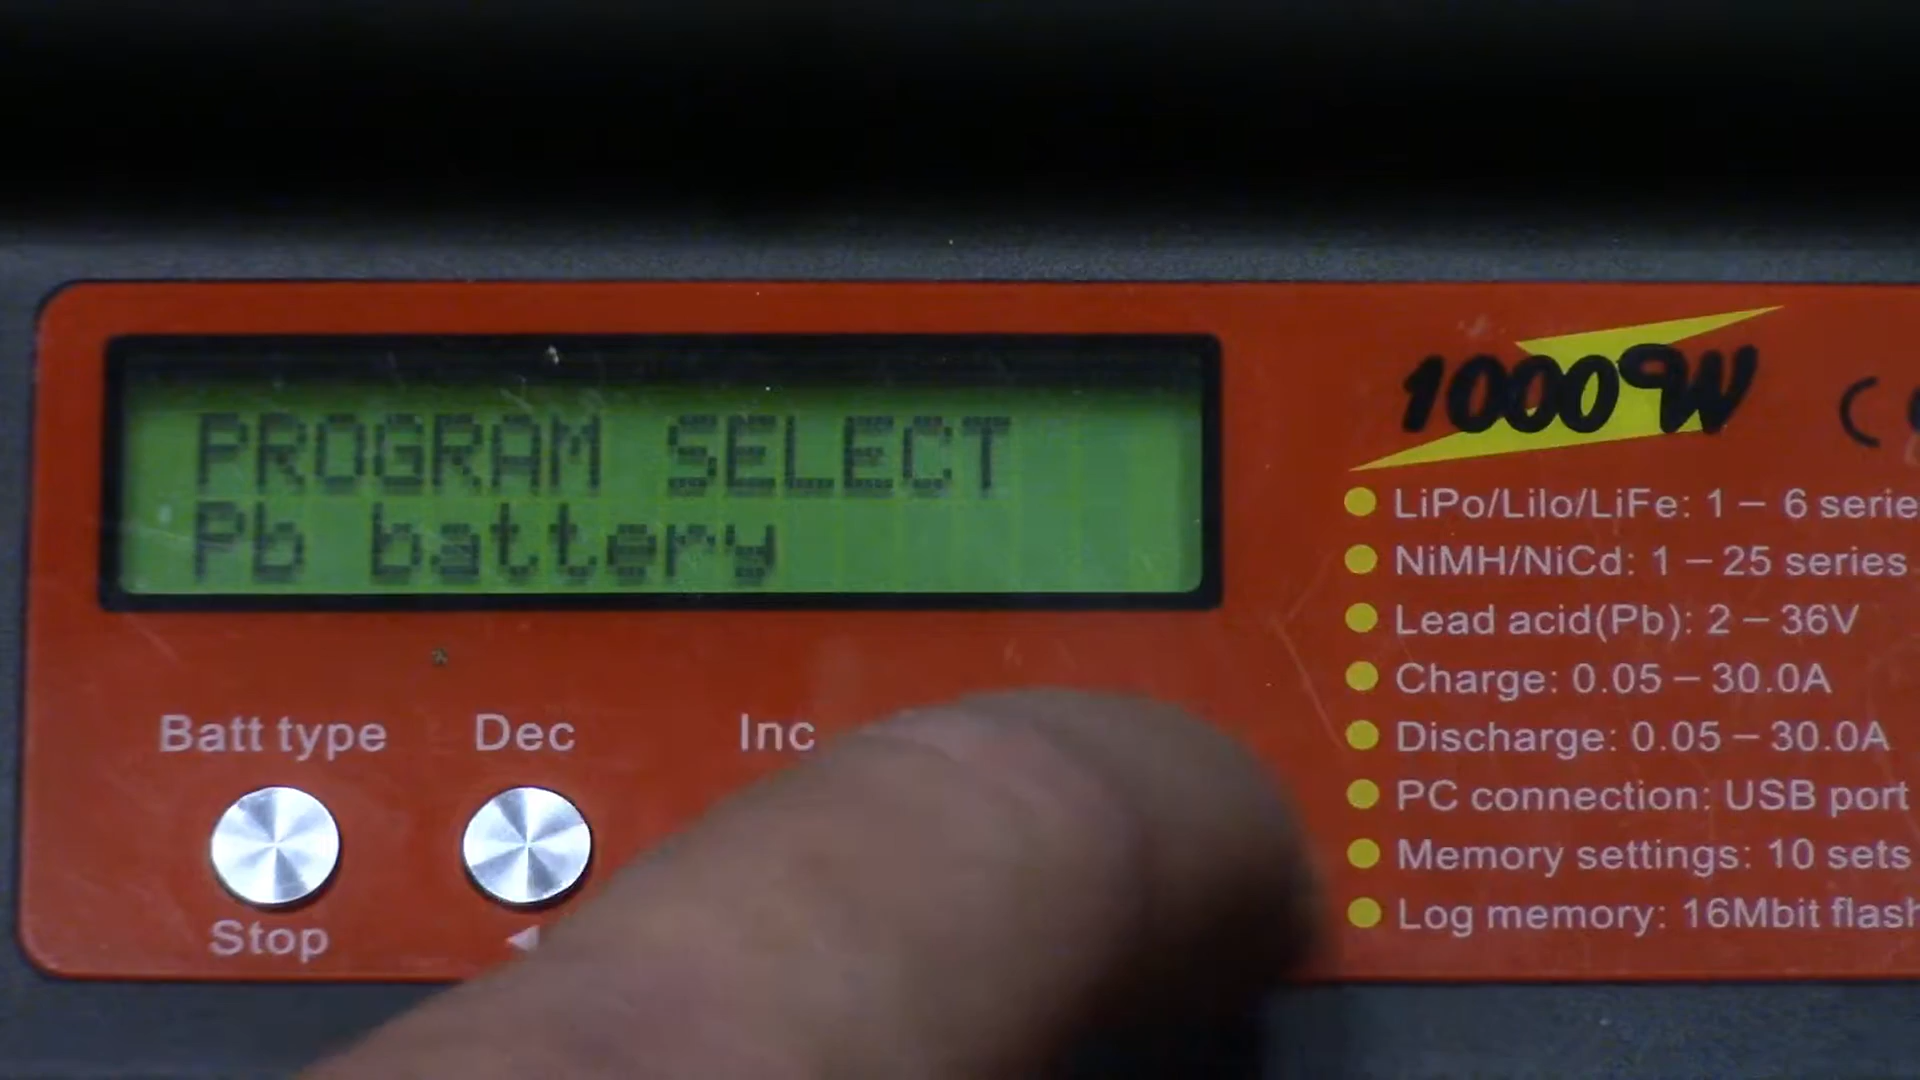 PROGRAM SELECT
Pb battery
Batt type
Dec
Inc
Stop
1000W
LiPo/Lilo/LiFe: 1 – 6 serie
NiMH/NiCd: 1 – 25 series
Lead acid(Pb): 2 – 36V
Charge: 0.05 – 30.0A
Discharge: 0.05 – 30.0A
PC connection: USB port
Memory settings: 10 sets
Log memory: 16Mbit flash